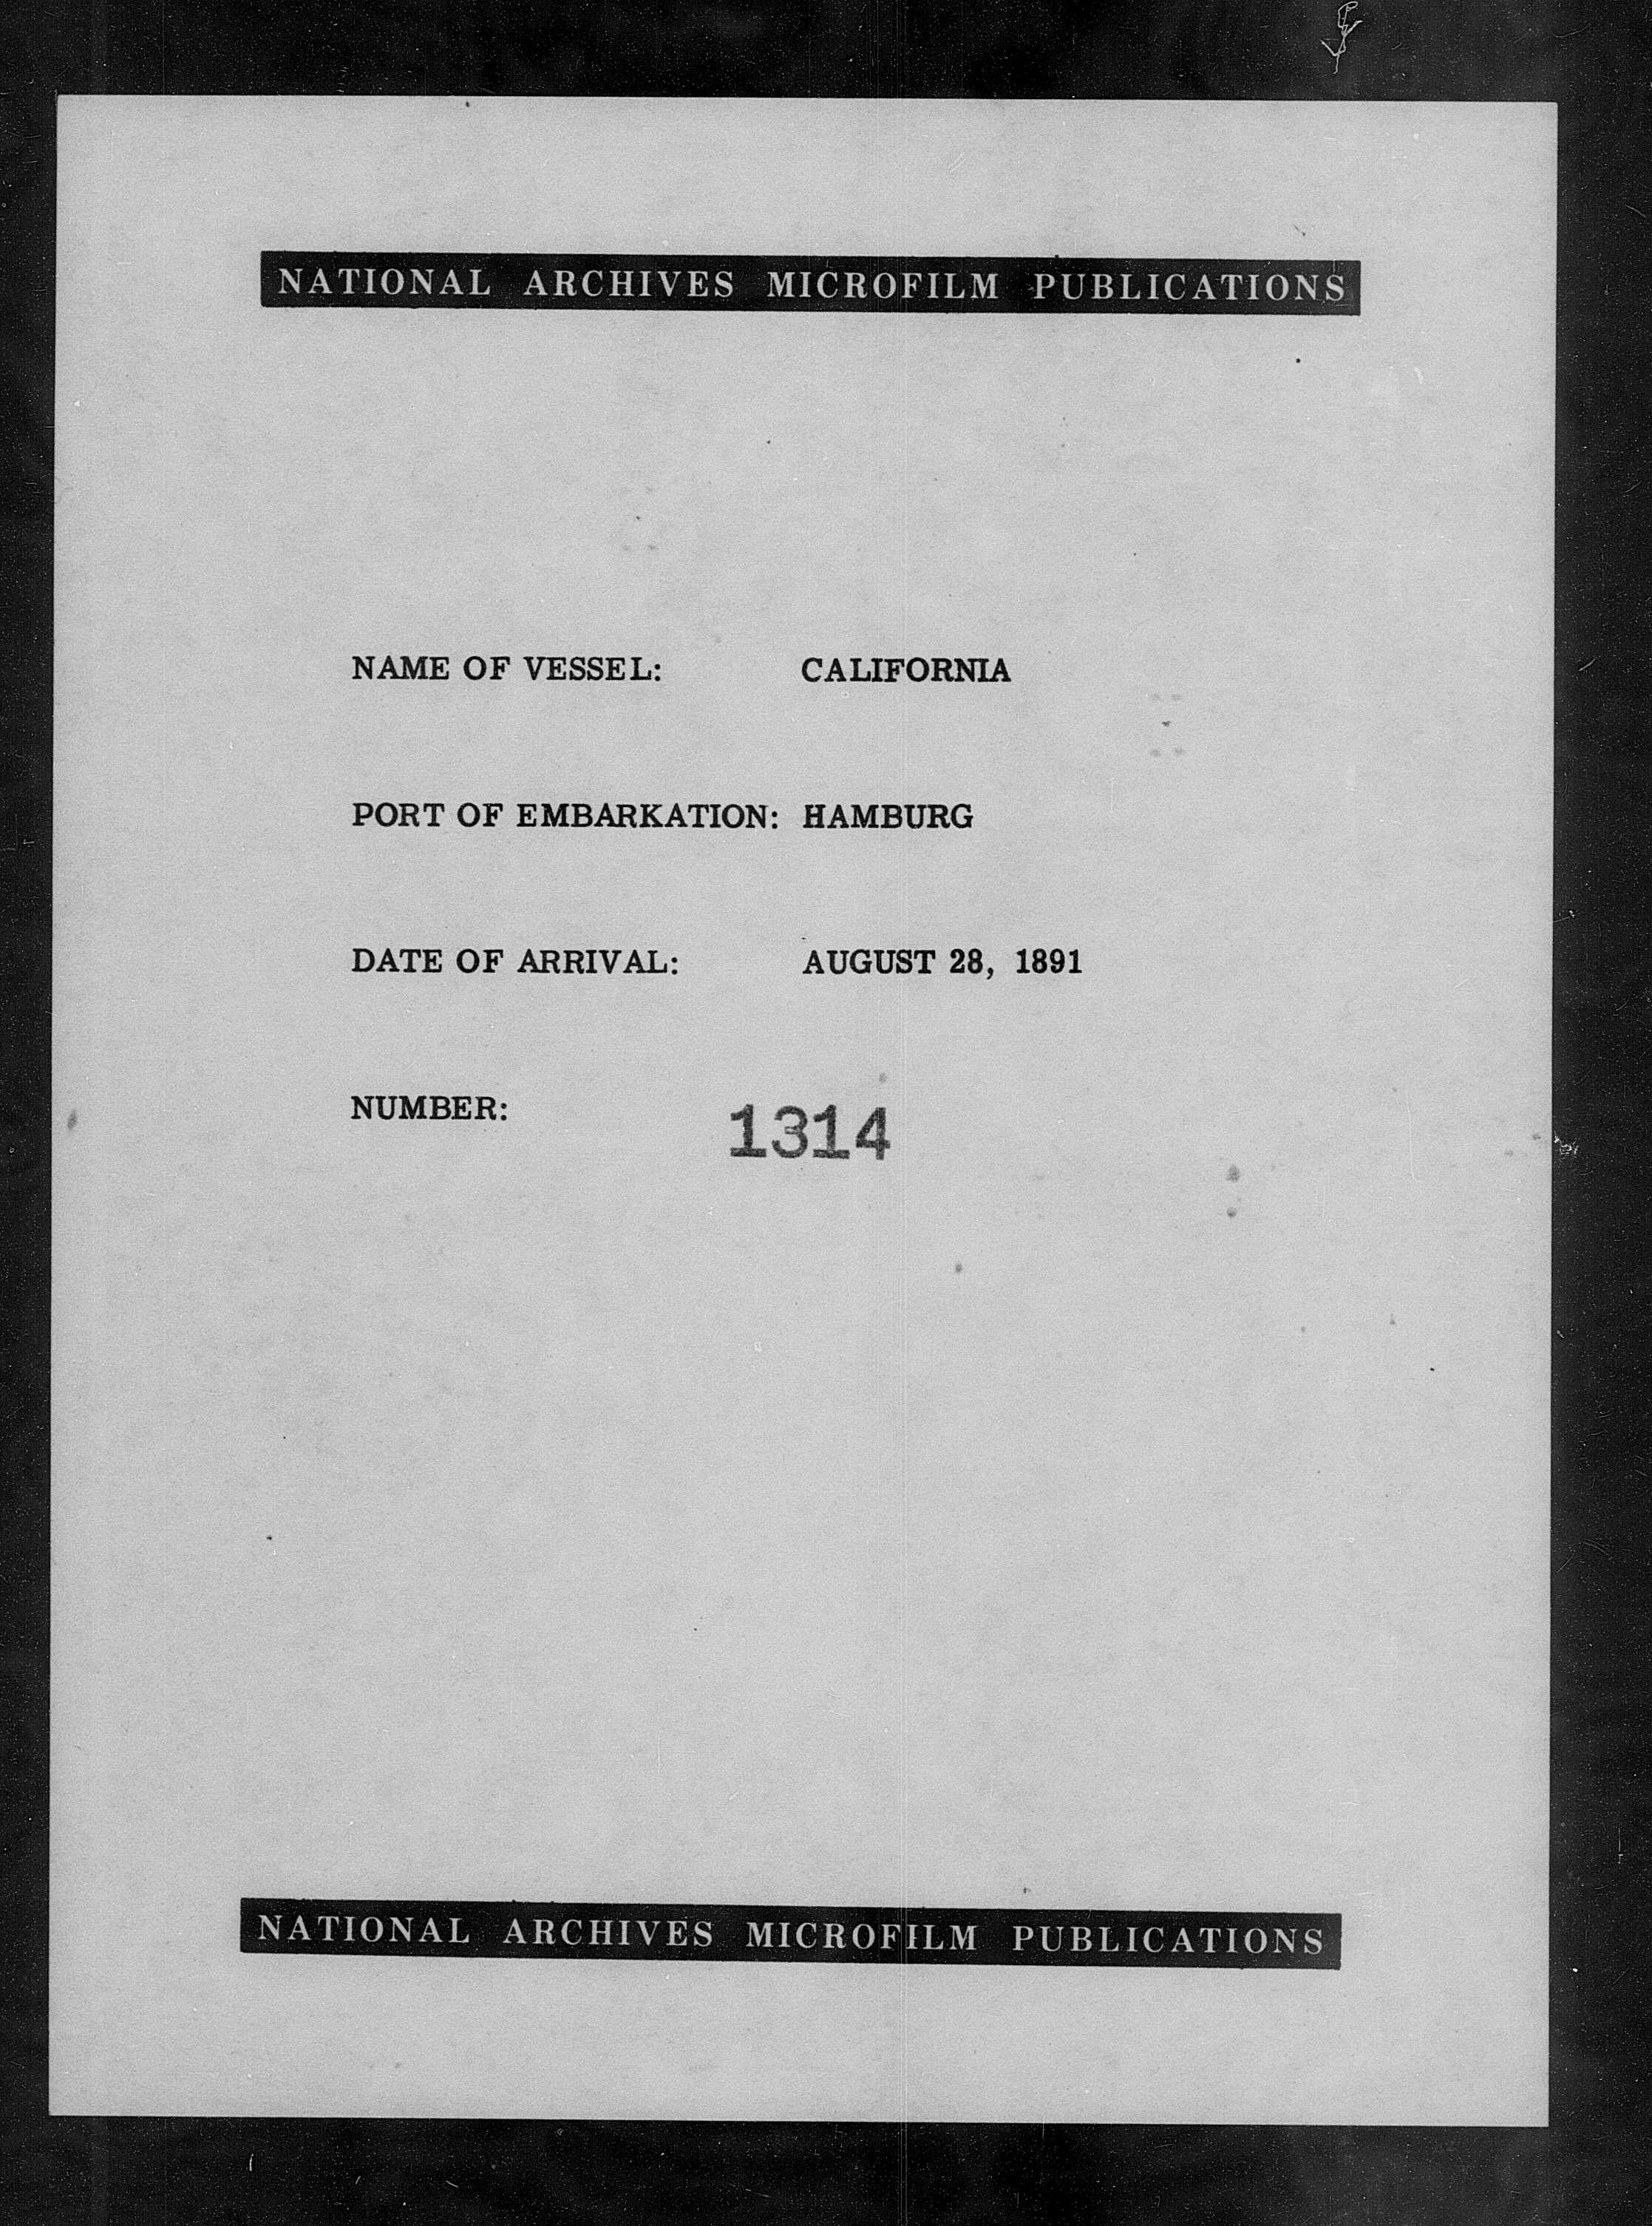 NATIONAL ARCHIVES MICROFILM PUBLICATIONS
NAME OF VESSEL: CALIFORNIA
PORT OF EMBARKATION: HAMBURG
DATE OF ARRIVAL: AUGUST 28, 1891
NUMBER: 1314
NATIONAL ARCHIVES MICROFILM PUBLICATIONS